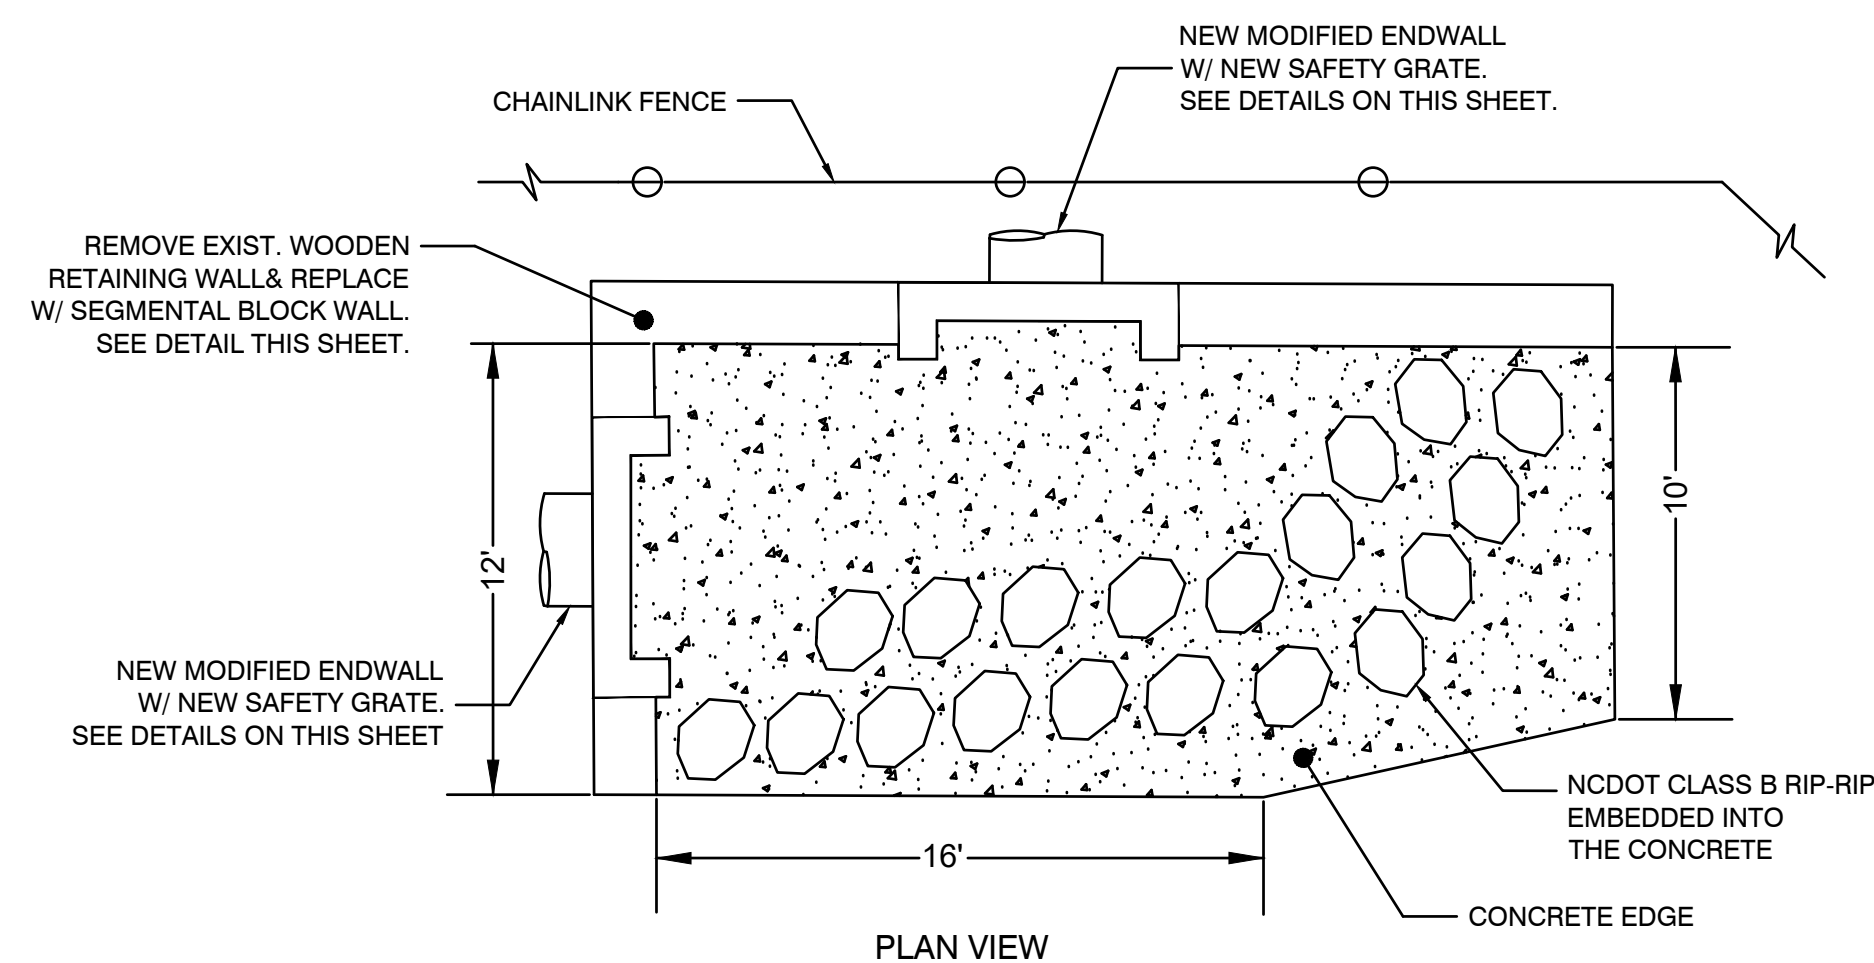 NEW MODIFIED ENDWALL
W/ NEW SAFETY GRATE.
SEE DETAILS ON THIS SHEET.
CHAINLINK FENCE
REMOVE EXIST. WOODEN
RETAINING WALL& REPLACE
W/ SEGMENTAL BLOCK WALL.
SEE DETAIL THIS SHEET.
12'
10'
NEW MODIFIED ENDWALL
W/ NEW SAFETY GRATE.
SEE DETAILS ON THIS SHEET
NCDOT CLASS B RIP-RIP
EMBEDDED INTO
THE CONCRETE
16'
CONCRETE EDGE
PLAN VIEW